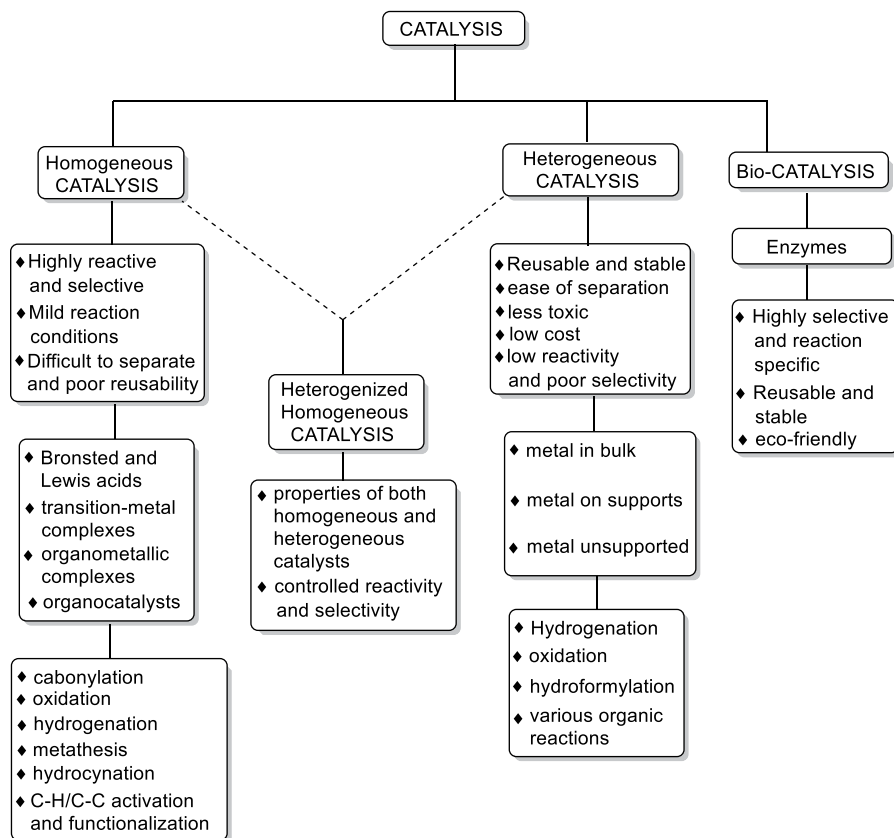 CATALYSIS
Homogeneous
CATALYSIS
♦ Highly reactive
and selective
♦ Mild reaction
conditions
♦ Difficult to separate
and poor reusability
♦ Bronsted and
Lewis acids
♦ transition-metal
complexes
♦ organometallic
complexes
♦ organocatalysts
♦ cabonylation
♦ oxidation
♦ hydrogenation
♦ metathesis
♦ hydrocynation
♦ C-H/C-C activation
and functionalization
Heterogenized
Homogeneous
CATALYSIS
♦ properties of both
homogeneous and
heterogeneous
catalysts
♦ controlled reactivity
and selectivity
Heterogeneous
CATALYSIS
♦ Reusable and stable
♦ ease of separation
♦ less toxic
♦ low cost
♦ low reactivity
and poor selectivity
♦ metal in bulk
♦ metal on supports
♦ metal unsupported
♦ Hydrogenation
♦ oxidation
♦ hydroformylation
♦ various organic
reactions
Bio-CATALYSIS
Enzymes
♦ Highly selective
and reaction
specific
♦ Reusable and
stable
♦ eco-friendly